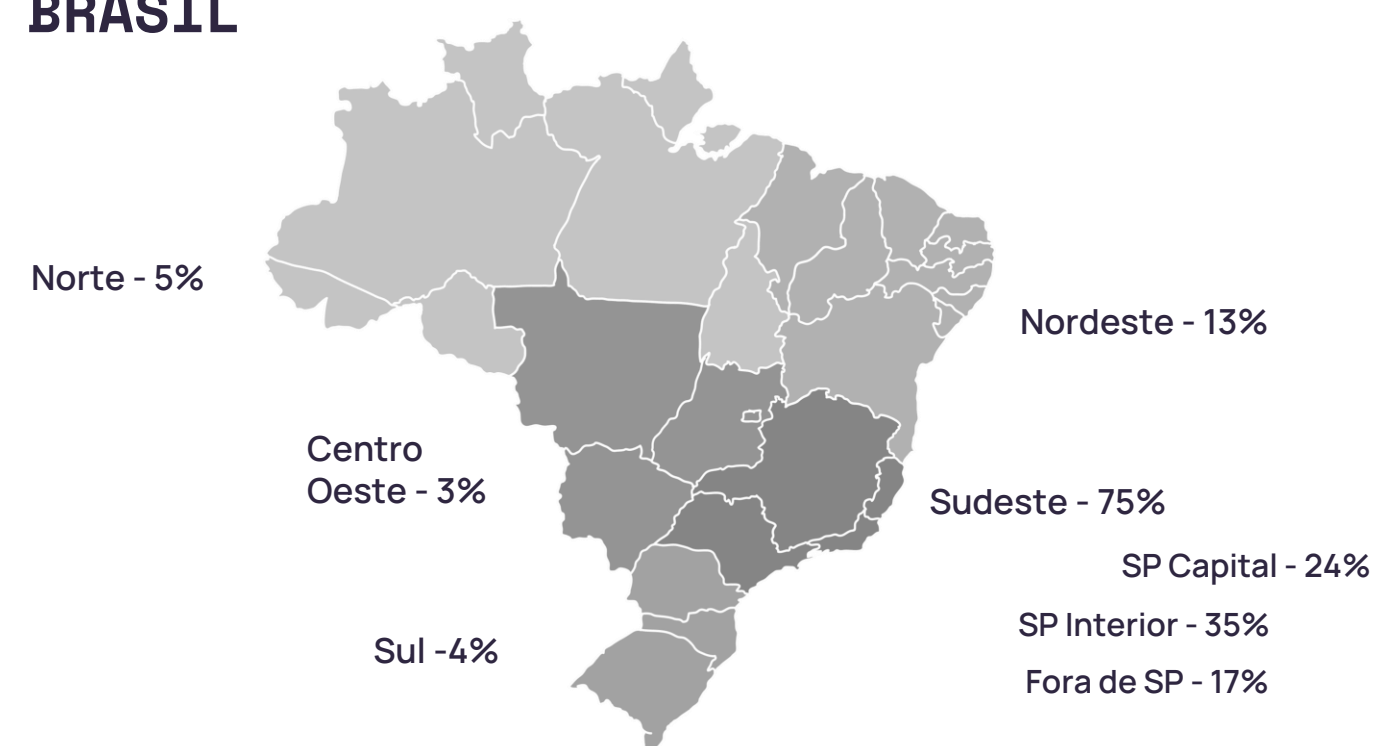 BRASIL
Norte - 5%
Nordeste - 13%
Centro
Oeste - 3%
Sudeste - 75%
SP Capital - 24%
SP Interior - 35%
Sul -4%
Fora de SP - 17%